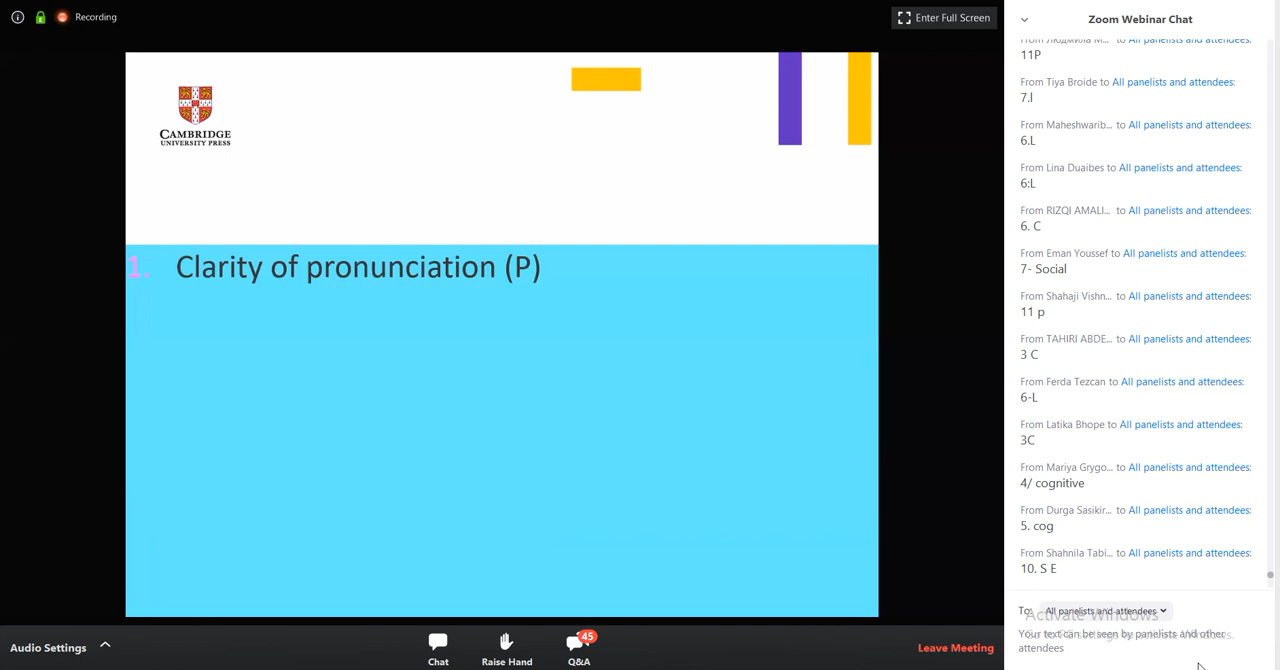 Recording
Enter Full Screen
CAMBRIDGE
UNIVERSITY PRESS
1. Clarity of pronunciation (P)
Audio Settings
Chat
Raise Hand
45
Q&A
Leave Meeting
Zoom Webinar Chat
to All panelists and attendees:
11P
From Tiya Broide to All panelists and attendees:
7.l
From Maheshwarib... to All panelists and attendees:
6.L
From Lina Duaibes to All panelists and attendees:
6:L
From RIZQI AMALI... to All panelists and attendees:
6. C
From Eman Youssef to All panelists and attendees:
7- Social
From Shahaji Vishn... to All panelists and attendees:
11 p
From TAHIRI ABDE... to All panelists and attendees:
3 C
From Ferda Tezcan to All panelists and attendees:
6-L
From Latika Bhope to All panelists and attendees:
3C
From Mariya Grygo... to All panelists and attendees:
4/ cognitive
From Durga Sasikir... to All panelists and attendees:
5. cog
From Shahnila Tabi... to All panelists and attendees:
10. S E
To: All panelists and attendees
Activate Windows
Go to PC settings to activate Windows.
Your text can be seen by panelists and other
attendees